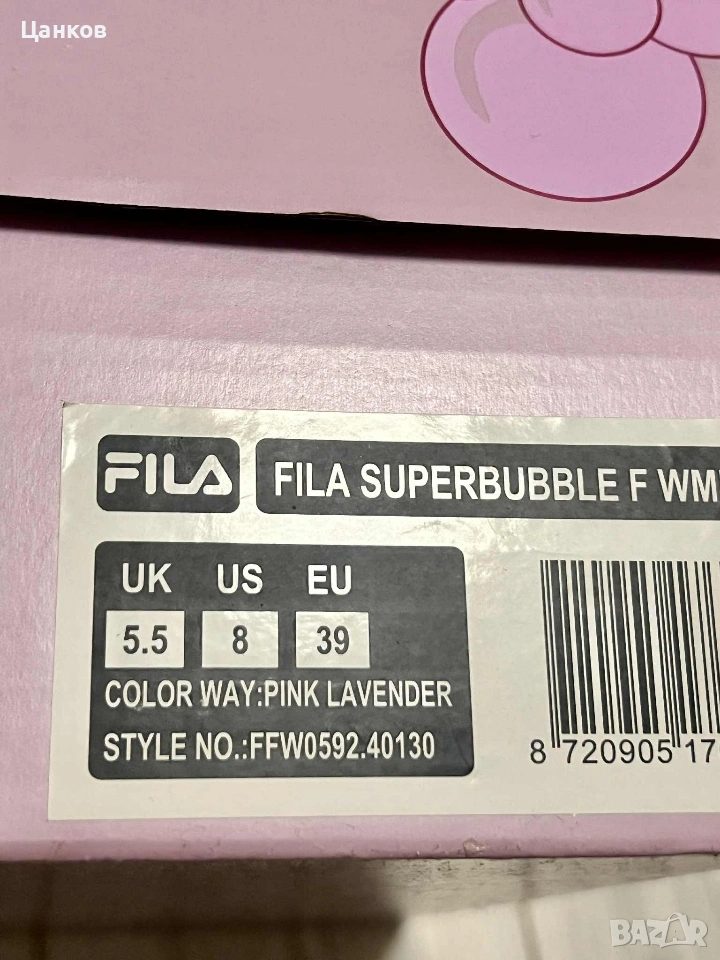 Цанков
FILA
FILA SUPERBUBBLE F WM
UK US EU
5.5 8 39
COLOR WAY:PINK LAVENDER
STYLE NO.:FFW0592.40130
8 720905 17
BAZAR